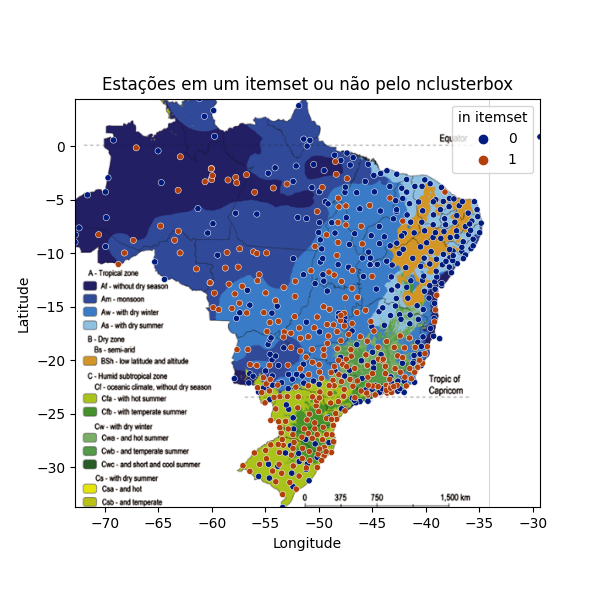 Estações em um itemset ou não pelo nclusterbox
in itemset
0
1
Equator
A - Tropical zone
Af - without dry season
Am - monsoon
Aw - with dry winter
As - with dry summer
B - Dry zone
Bs - semi-arid
BSh - low latitude and altitude
C - Humid subtropical zone
Cf - oceanic climate, without dry season
Cfa - with hot summer
Cfb - with temperate summer
Cw - with dry winter
Cwa - and hot summer
Cwb - and temperate summer
Cwc - and short and cool summer
Cs - with dry summer
Csa - and hot
Csb - and temperate
Tropic of
Capricorn
0 375 750 1,500 km
0
−5
−10
−15
−20
−25
−30
Latitude
−70 −65 −60 −55 −50 −45 −40 −35 −30
Longitude